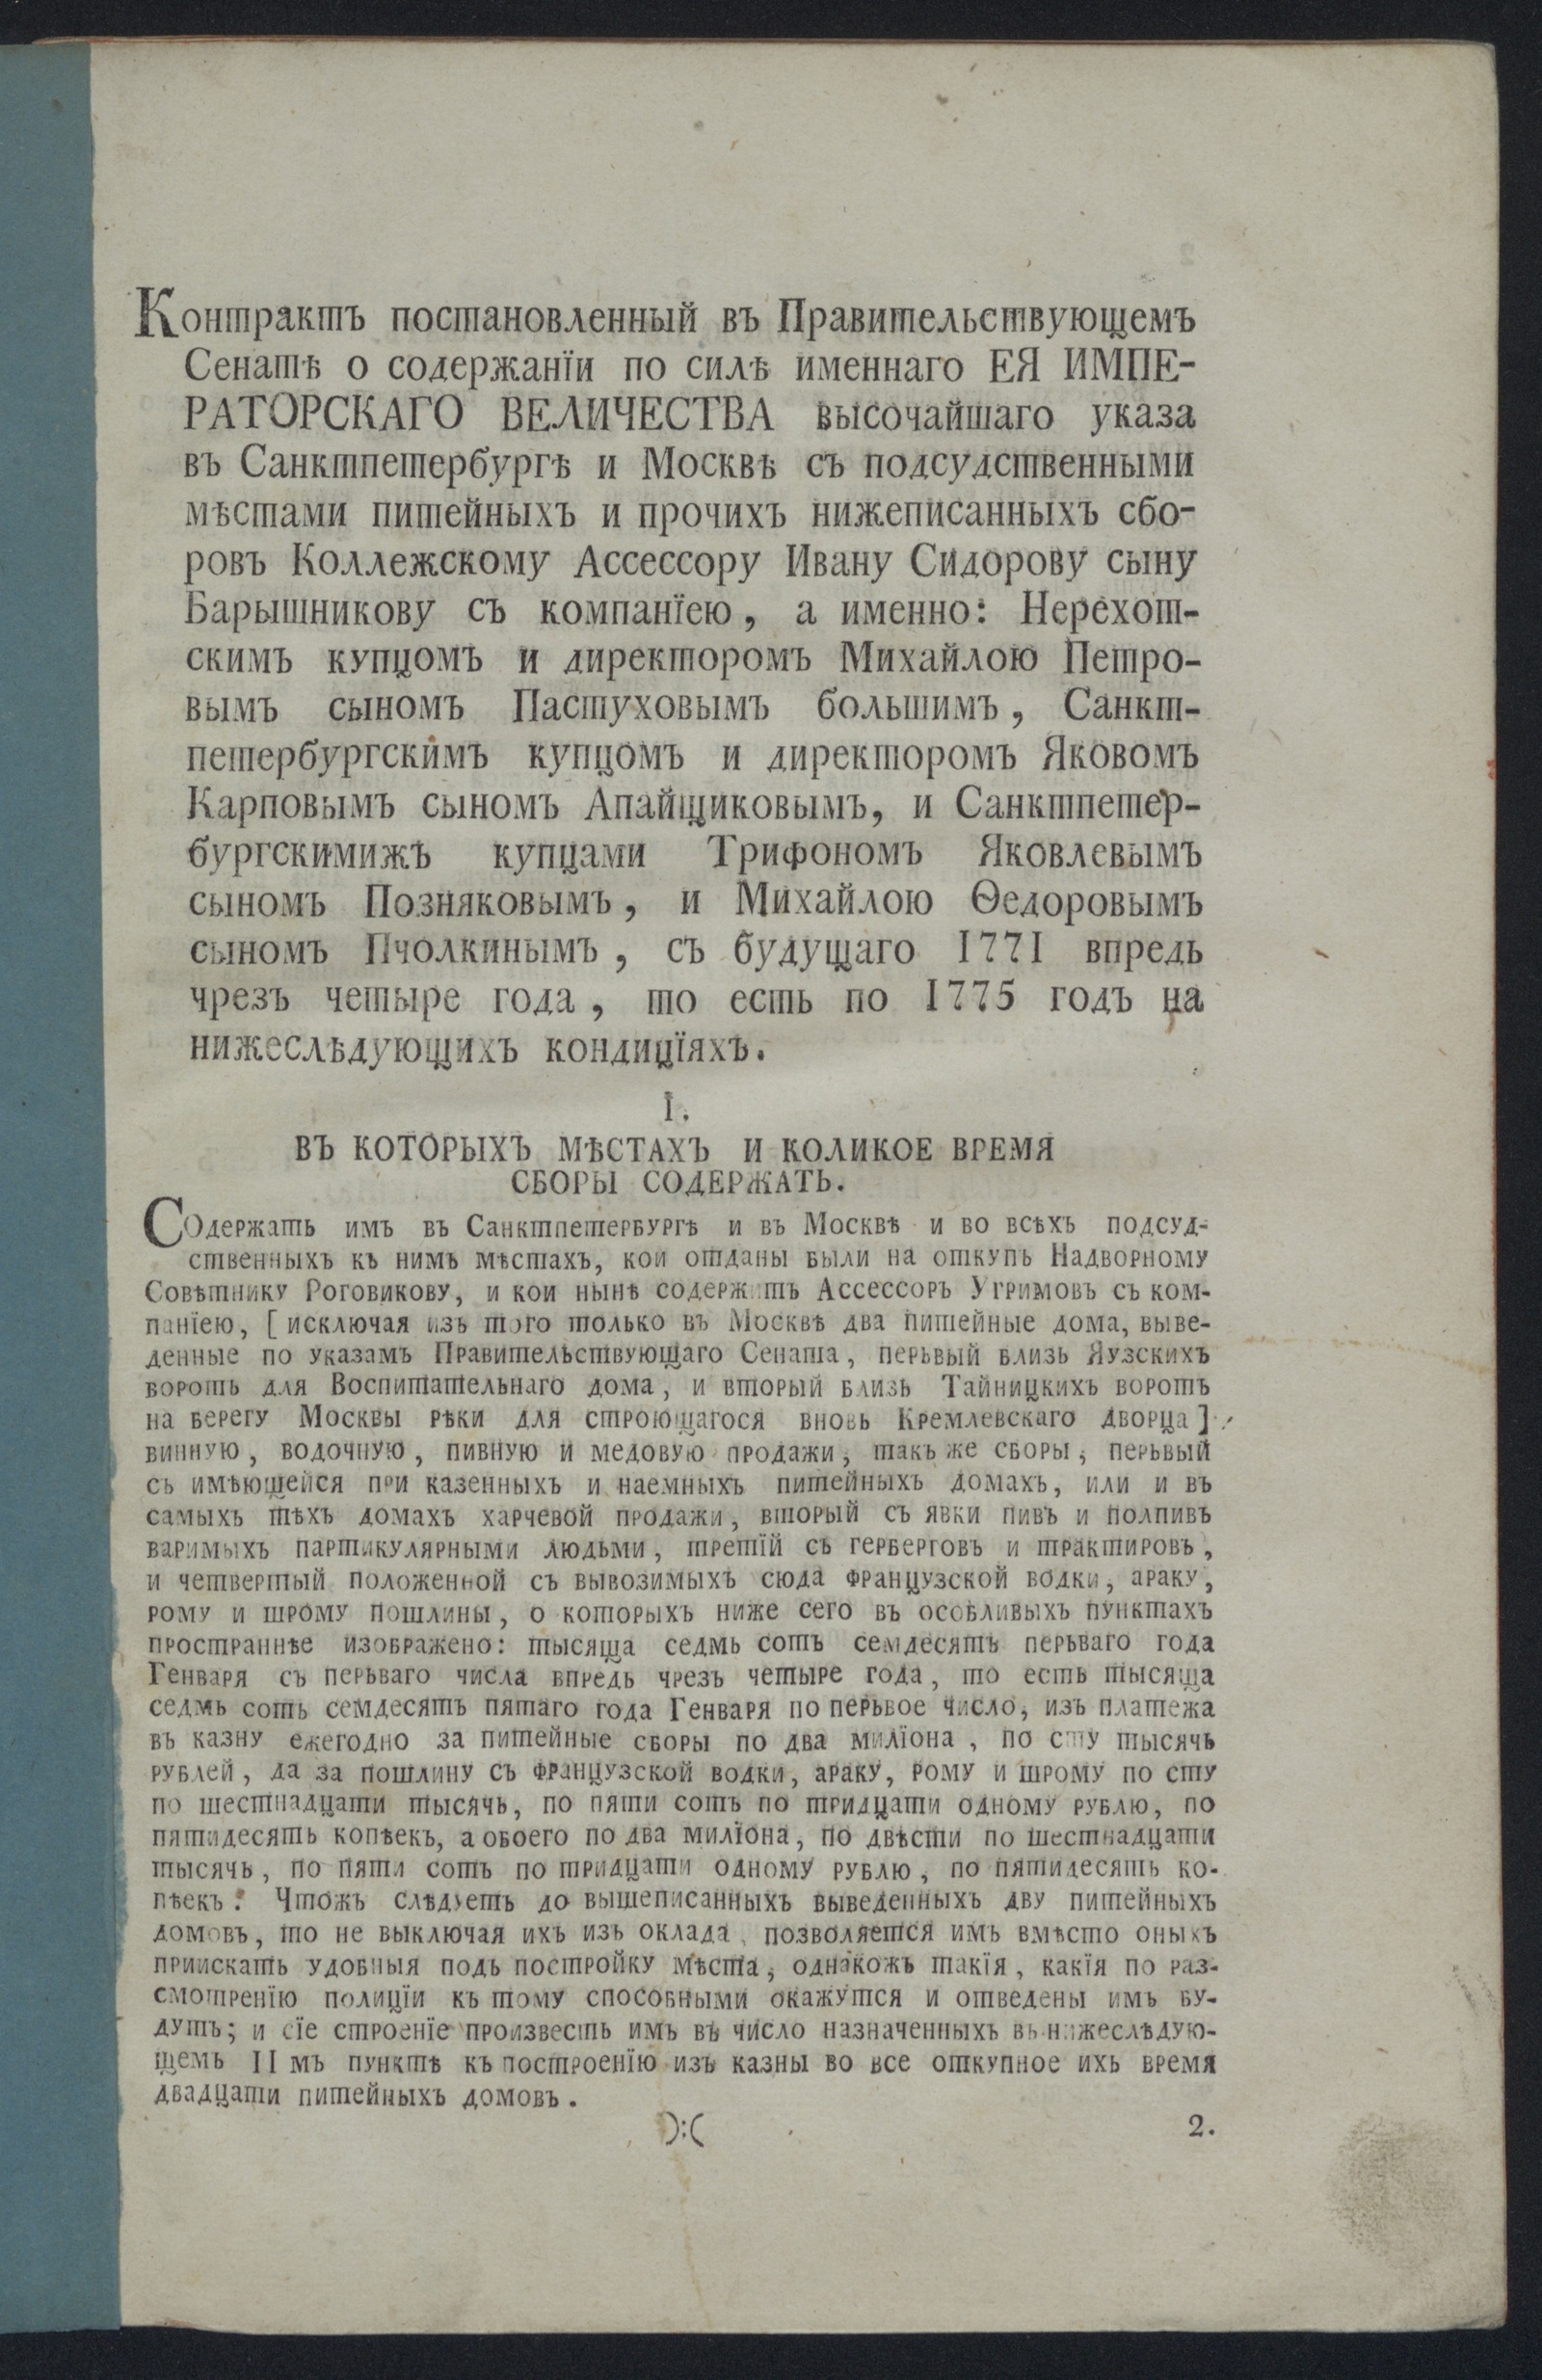 Контрактъ постановленный въ Правительствующемъ
Сенатѣ о содержанїи по силѣ именнаго ЕЯ ИМПЕ-
РАТОРСКАГО ВЕЛИЧЕСТВА высочайшаго указа
въ Санктпетербургѣ и Москвѣ съ подсудственными
мѣстами питейныхъ и прочихъ нижеписанныхъ сбо-
ровъ Коллежскому Ассессору Ивану Сидорову сыну
Барышникову съ компанїею, а именно: Нерехот-
скимъ купцомъ и директоромъ Михайлою Петро-
вымъ сыномъ Пастуховымъ большимъ, Санкт-
петербургскимъ купцомъ и директоромъ Яковомъ
Карповымъ сыномъ Апайщиковымъ, и Санктпетер-
бургскимижъ купцами Трифономъ Яковлевымъ
сыномъ Позняковымъ, и Михайлою Ѳедоровымъ
сыномъ Пчолкинымъ, съ будущаго 1771 впредь
чрезъ четыре года, то есть по 1775 годъ на
нижеслѣдующихъ кондицїяхъ.
I.
ВЪ КОТОРЫХЪ МѢСТАХЪ И КОЛИКОЕ ВРЕМЯ
СБОРЫ СОДЕРЖАТЬ.
СОдержать имъ въ Санктпетербургѣ и въ Москвѣ и во всѣхъ подсуд-
ственныхъ къ нимъ мѣстахъ, кои отданы были на откупъ Надворному
Совѣтнику Роговикову, и кои нынѣ содержитъ Ассессоръ Угримовъ съ ком-
панїею, [исключая изъ того только въ Москвѣ два питейные дома, выве-
денные по указамъ Правительствующаго Сената, перьвый близь Яузскихъ
воротъ для Воспитательнаго дома, и вторый близь Тайницкихъ воротъ
на берегу Москвы рѣки для строющагося вновь Кремлевскаго дворца]
винную, водочную, пивную и медовую продажи, такъ же сборы, перьвый
съ имѣющейся при казенныхъ и наемныхъ питейныхъ домахъ, или и въ
самыхъ тѣхъ домахъ харчевой продажи, вторый съ явки пивъ и полпивъ
варимыхъ партикулярными людьми, третїй съ герберговъ и трактировъ,
и четвертый положенной съ вывозимыхъ сюда французской водки, араку,
рому и шрому пошлины, о которыхъ ниже сего въ особливыхъ пунктахъ
пространнѣе изображено: тысяща седмь сотъ семдесятъ перьваго года
Генваря съ перьваго числа впредь чрезъ четыре года, то есть тысяща
седмь сотъ семдесятъ пятаго года Генваря по перьвое число, изъ платежа
въ казну ежегодно за питейные сборы по два милїона, по сту тысячь
рублей, да за пошлину съ французской водки, араку, рому и шрому по сту
по шестнадцати тысячь, по пяти сотъ по тридцати одному рублю, по
пятидесятъ копѣекъ, а обоего по два милїона, по двѣсти по шестнадцати
тысячь, по пяти сотъ по тридцати одному рублю, по пятидесятъ ко-
пѣекъ: Чтожъ слѣдуетъ до вышеписанныхъ выведенныхъ дву питейныхъ
домовъ, то не выключая ихъ изъ оклада, позволяется имъ вмѣсто оныхъ
приискать удобныя подъ постройку мѣста, однакожъ такїя, какїя по раз-
смотренїю полицїи къ тому способными окажутся и отведены имъ бу-
дутъ; и сїе строенїе произвесть имъ въ число назначенныхъ въ нижеслѣдую-
щемъ II мъ пунктѣ къ построенїю изъ казны во все откупное ихъ время
двадцати питейныхъ домовъ.
):( 2.